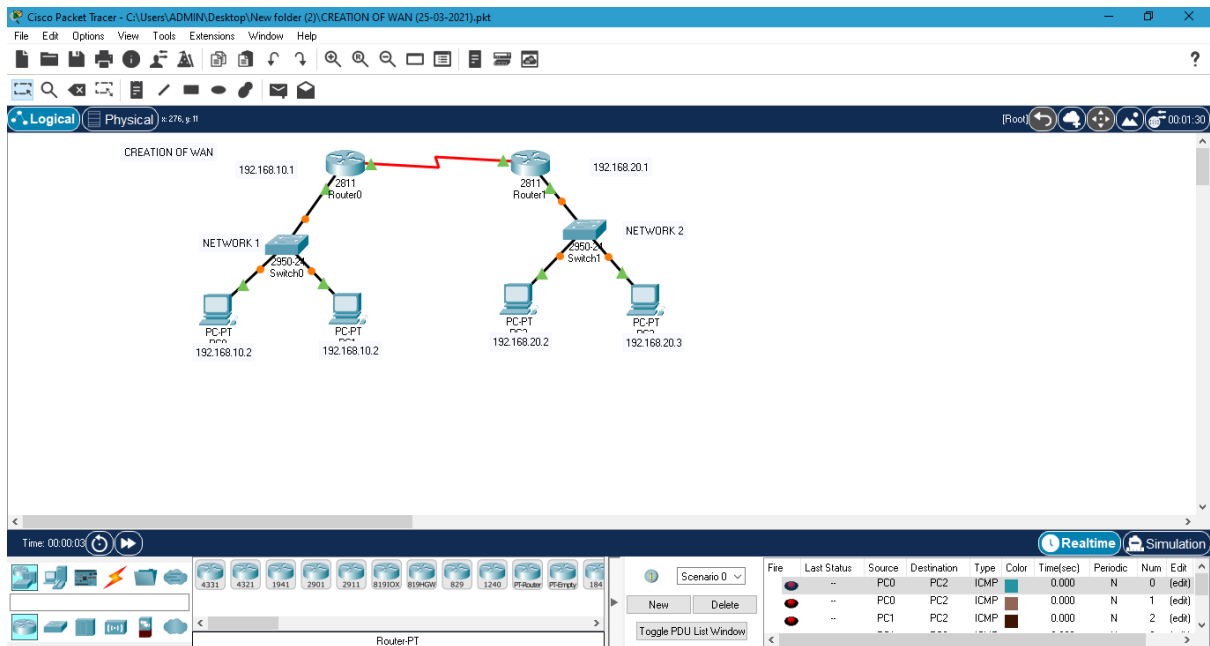 Cisco Packet Tracer - C:\Users\ADMIN\Desktop\New folder (2)\CREATION OF WAN (25-03-2021).pkt
File Edit Options View Tools Extensions Window Help
?
Logical Physical x: 276, y: 11 [Root] 00:01:30
CREATION OF WAN
192.168.10.1
192.168.20.1
2811
Router0
2811
Router1
NETWORK 1
NETWORK 2
2950-24
Switch0
2950-24
Switch1
PC-PT
PC-PT
PC-PT
PC-PT
192.168.10.2
192.168.10.2
192.168.20.2
192.168.20.3
Time: 00:00:03 Realtime Simulation
4331 4321 1941 2901 2911 819IOX 819HGW 829 1240 PT-Router PT-Empty 184
Router-PT
Scenario 0
New Delete
Toggle PDU List Window
Fire Last Status Source Destination Type Color Time(sec) Periodic Num Edit
-- PC0 PC2 ICMP 0.000 N 0 (edit)
-- PC0 PC2 ICMP 0.000 N 1 (edit)
-- PC1 PC2 ICMP 0.000 N 2 (edit)